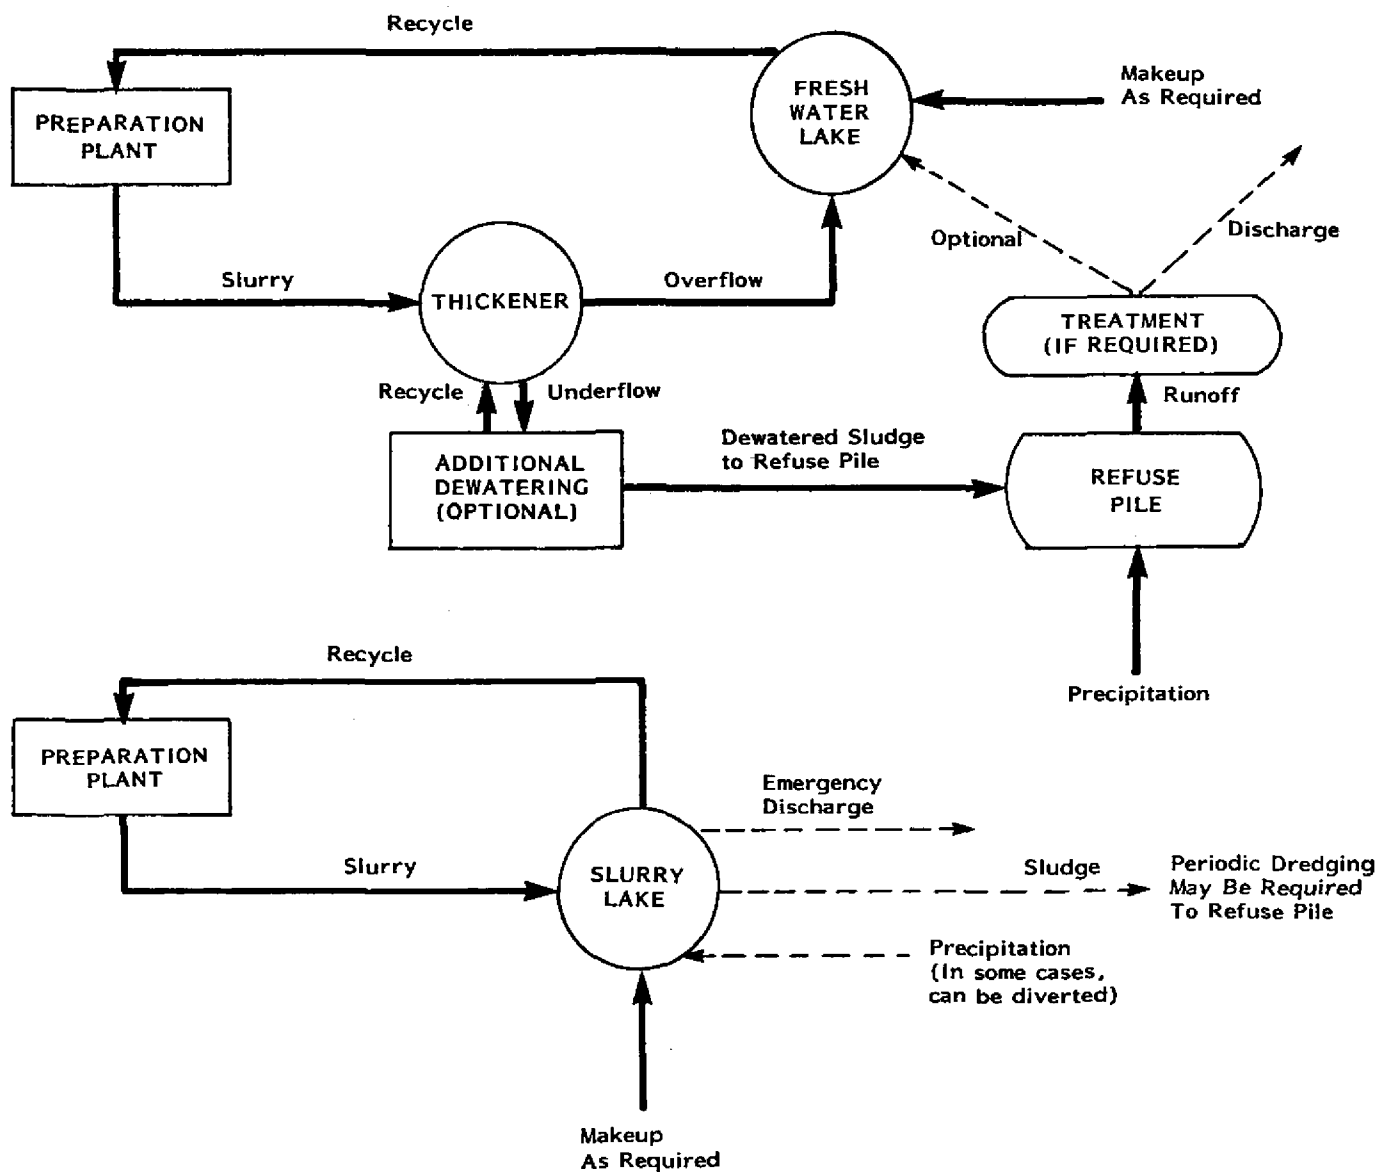 Recycle
PREPARATION
PLANT
FRESH
WATER
LAKE
Makeup
As Required
Optional
Discharge
Slurry
THICKENER
Overflow
TREATMENT
(IF REQUIRED)
Recycle
Underflow
Runoff
ADDITIONAL
DEWATERING
(OPTIONAL)
Dewatered Sludge
to Refuse Pile
REFUSE
PILE
Precipitation
Recycle
PREPARATION
PLANT
Slurry
SLURRY
LAKE
Emergency
Discharge
Sludge
Periodic Dredging
May Be Required
To Refuse Pile
Precipitation
(In some cases,
can be diverted)
Makeup
As Required